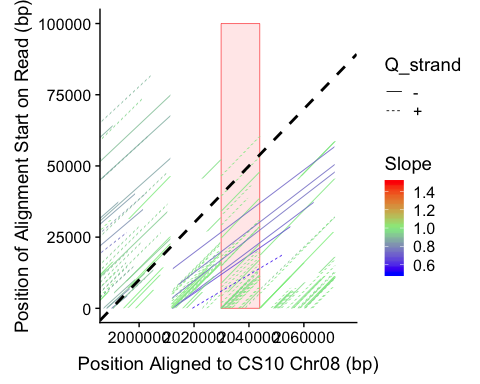 Position of Alignment Start on Read (bp)
100000
75000
50000
25000
0
2000000 2020000 2040000 2060000
Position Aligned to CS10 Chr08 (bp)
Q_strand
-
+
Slope
1.4
1.2
1.0
0.8
0.6